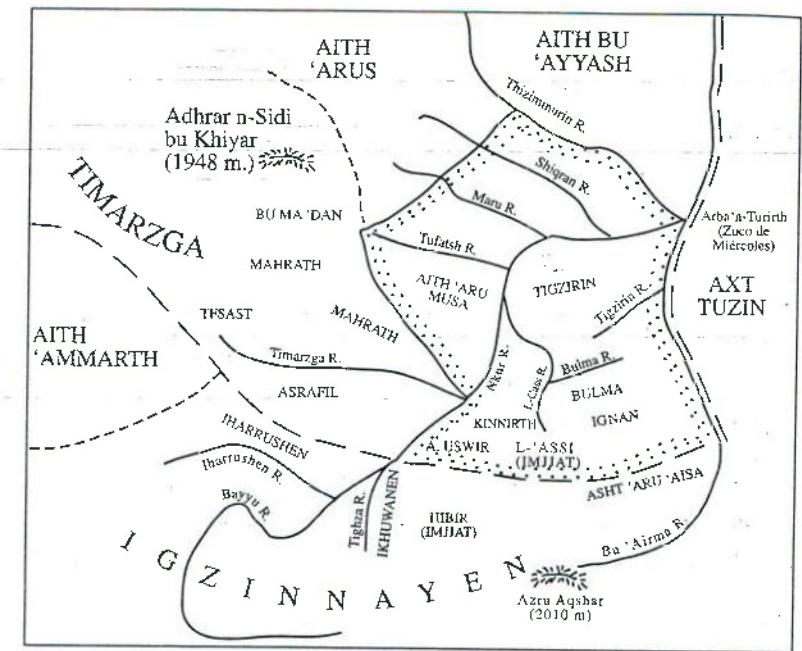 AITH
'ARUS
AITH BU
'AYYASH
Thizimmurin R.
Adhrar n-Sidi
bu Khiyar
(1948 m.)
Shiqran R.
TIMARZGA
BU MA'DAN
Maru R.
Arba'a-Turirth
(Zuco de
Miércoles)
Tufatsh R.
MAHRATH
AITH 'ARU
MUSA
TIGZIRIN
Tigzirin R.
AXT
TUZIN
TFSAST
MAHRATH
AITH
'AMMARTH
Timarzga R.
Nkur R.
L-Cass R.
Bulma R.
ASRAFIL
BULMA
KINNIRTH
IGNAN
IHARRUSHEN
A. USWIR
L-'ASSI
(IMJJAT)
Iharrushen R.
ASHT 'ARU 'AISA
Bayyu R.
Tighza R.
IKHUWANEN
(IMJJAT)
Bu 'Airma R.
IGZINNAYEN
Azru Aqshar
(2010 m)